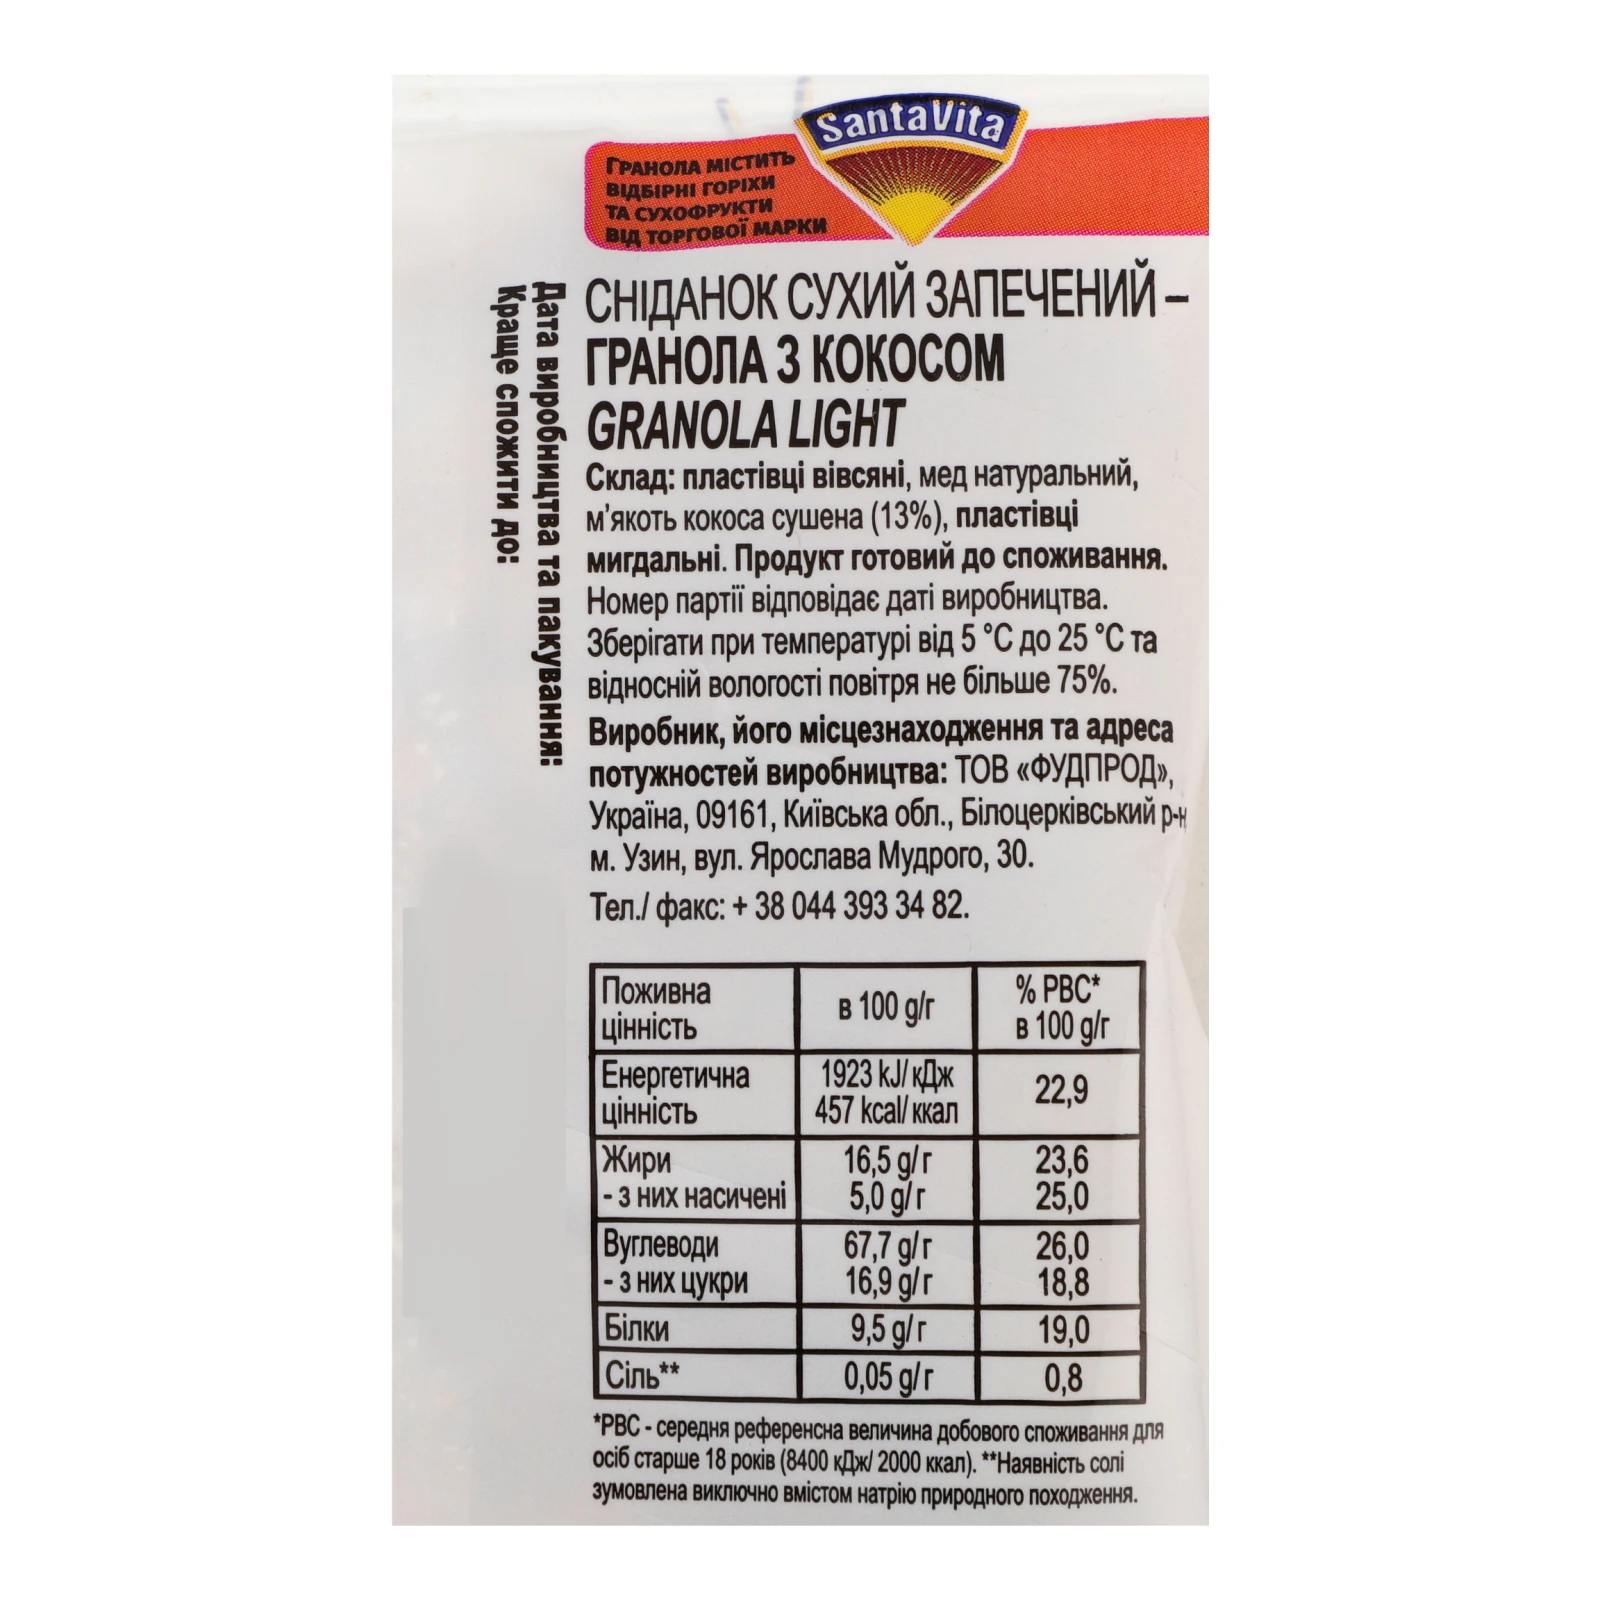 SantaVita
ГРАНОЛА МІСТИТЬ
ВІДБІРНІ ГОРІХИ
ТА СУХОФРУКТИ
ВІД ТОРГОВОЇ МАРКИ
Дата виробництва та пакування:
Краще спожити до:
СНІДАНОК СУХИЙ ЗАПЕЧЕНИЙ –
ГРАНОЛА З КОКОСОМ
GRANOLA LIGHT
Склад: пластівці вівсяні, мед натуральний,
м’якоть кокоса сушена (13%), пластівці
мигдальні. Продукт готовий до споживання.
Номер партії відповідає даті виробництва.
Зберігати при температурі від 5 °С до 25 °С та
відносній вологості повітря не більше 75%.
Виробник, його місцезнаходження та адреса
потужностей виробництва: ТОВ «ФУДПРОД»,
Україна, 09161, Київська обл., Білоцерківський р-н
м. Узин, вул. Ярослава Мудрого, 30.
Тел./ факс: + 38 044 393 34 82.
Поживна цінність | в 100 g/г | % РВС* в 100 g/г
Енергетична цінність | 1923 kJ/ кДж 457 kcal/ ккал | 22,9
Жири | 16,5 g/ г | 23,6
- з них насичені | 5,0 g/ г | 25,0
Вуглеводи | 67,7 g/ г | 26,0
- з них цукри | 16,9 g/ г | 18,8
Білки | 9,5 g/ г | 19,0
Сіль** | 0,05 g/ г | 0,8
*РВС - середня референсна величина добового споживання для
осіб старше 18 років (8400 кДж/ 2000 ккал). **Наявність солі
зумовлена виключно вмістом натрію природного походження.